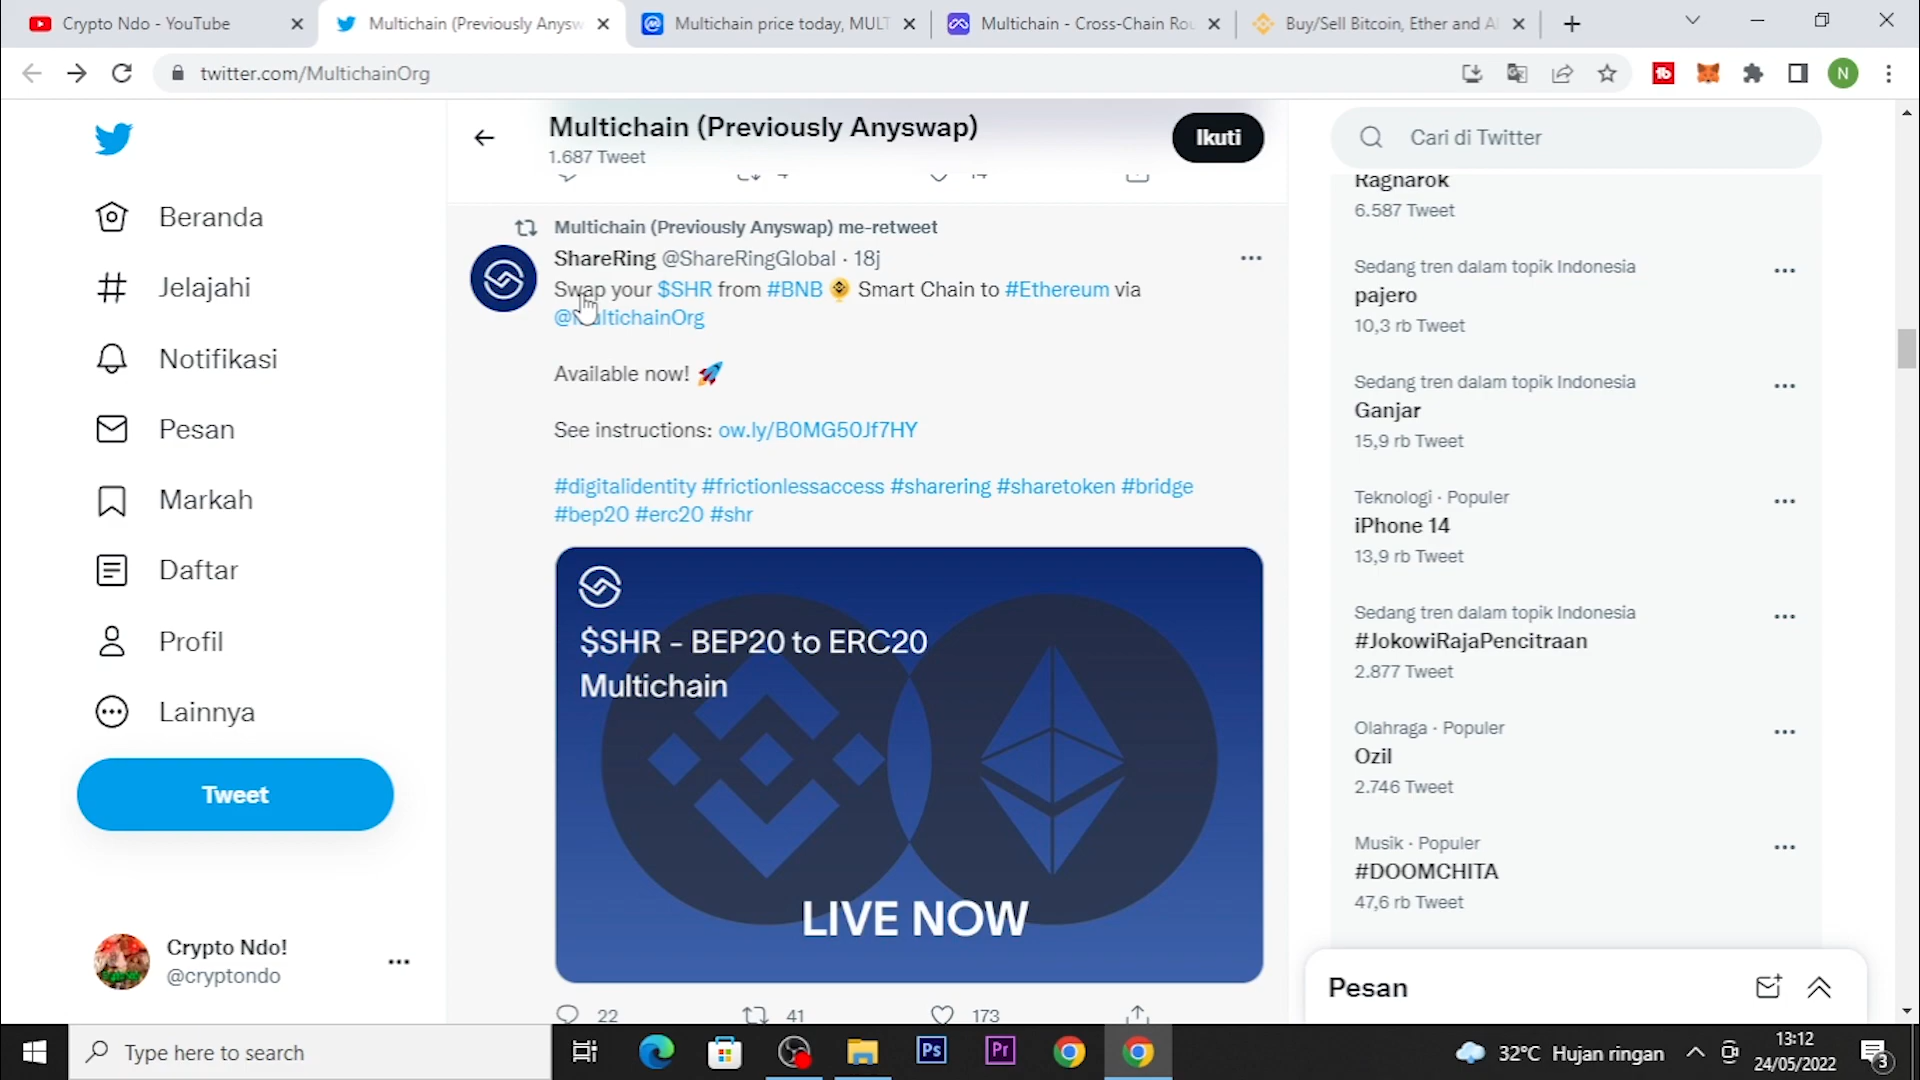 Crypto Ndo - YouTube
Multichain (Previously Anysw
Multichain price today, MULT
Multichain - Cross-Chain Rou
Buy/Sell Bitcoin, Ether and Al
twitter.com/MultichainOrg
N
Multichain (Previously Anyswap)
1.687 Tweet
Ikuti
Cari di Twitter
Beranda
Jelajahi
Notifikasi
Pesan
Markah
Daftar
Profil
Lainnya
Tweet
Crypto Ndo!
@cryptondo
4
14
Multichain (Previously Anyswap) me-retweet
ShareRing @ShareRingGlobal · 18j
Swap your $SHR from #BNB Smart Chain to #Ethereum via
@MultichainOrg
Available now! 🚀
See instructions: ow.ly/B0MG50Jf7HY
#digitalidentity #frictionlessaccess #sharering #sharetoken #bridge
#bep20 #erc20 #shr
$SHR - BEP20 to ERC20
Multichain
LIVE NOW
22
41
173
Ragnarok
6.587 Tweet
Sedang tren dalam topik Indonesia
pajero
10,3 rb Tweet
Sedang tren dalam topik Indonesia
Ganjar
15,9 rb Tweet
Teknologi · Populer
iPhone 14
13,9 rb Tweet
Sedang tren dalam topik Indonesia
#JokowiRajaPencitraan
2.877 Tweet
Olahraga · Populer
Ozil
2.746 Tweet
Musik · Populer
#DOOMCHITA
47,6 rb Tweet
Pesan
Type here to search
Ps
Pr
32°C Hujan ringan
13:12
24/05/2022
3